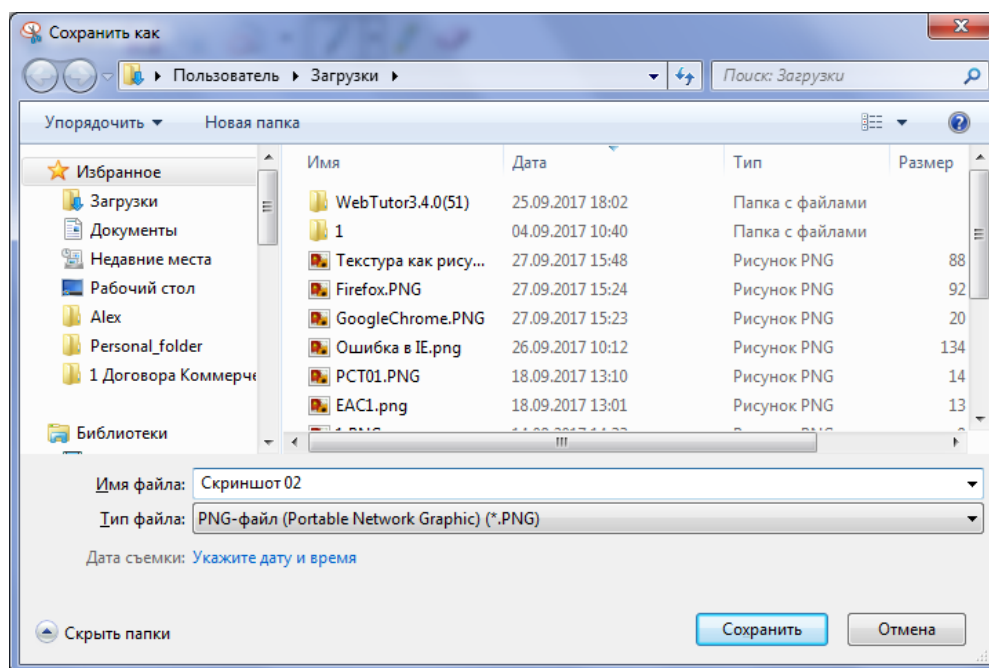 Сохранить как
Пользователь ▸ Загрузки ▸
Поиск: Загрузки
Упорядочить Новая папка
Имя Дата Тип Размер
Избранное
Загрузки
Документы
Недавние места
Рабочий стол
Alex
Personal_folder
1 Договора Коммерче
Библиотеки
WebTutor3.4.0(51) 25.09.2017 18:02 Папка с файлами
1 04.09.2017 10:40 Папка с файлами
Текстура как рису... 27.09.2017 15:48 Рисунок PNG 88
Firefox.PNG 27.09.2017 15:24 Рисунок PNG 92
GoogleChrome.PNG 27.09.2017 15:23 Рисунок PNG 20
Ошибка в IE.png 26.09.2017 10:12 Рисунок PNG 134
PCT01.PNG 18.09.2017 13:10 Рисунок PNG 14
EAC1.png 18.09.2017 13:01 Рисунок PNG 13
Имя файла: Скриншот 02
Тип файла: PNG-файл (Portable Network Graphic) (*.PNG)
Дата съемки: Укажите дату и время
Скрыть папки
Сохранить Отмена